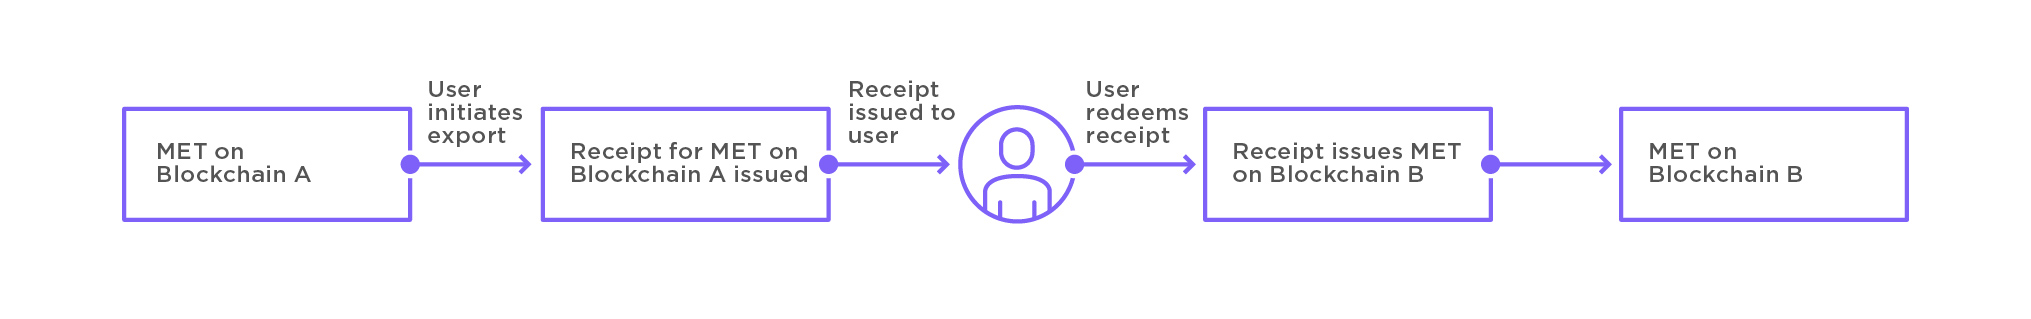 MET on
Blockchain A
User
initiates
export
Receipt for MET on
Blockchain A issued
Receipt
issued to
user
User
redeems
receipt
Receipt issues MET
on Blockchain B
MET on
Blockchain B